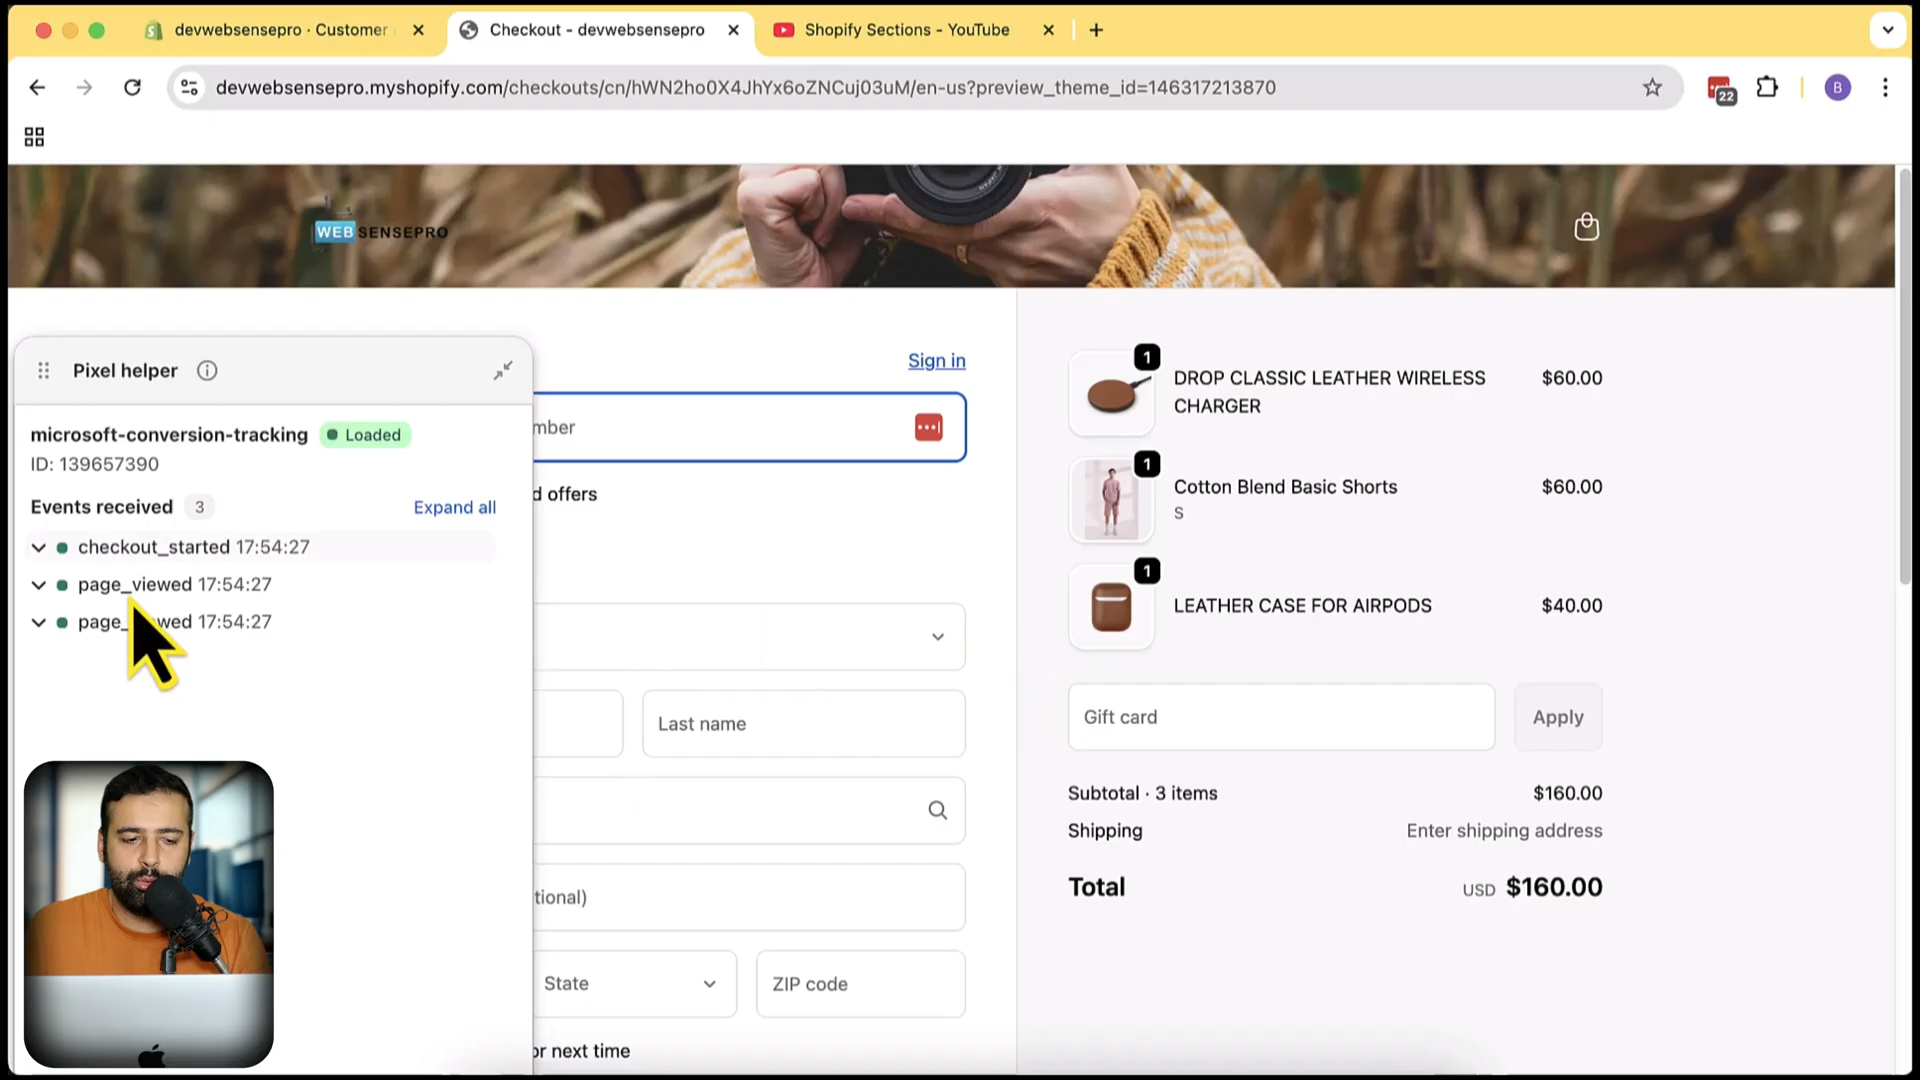 devwebsensepro · Customer
Checkout - devwebsensepro
Shopify Sections - YouTube
devwebsensepro.myshopify.com/checkouts/cn/hWN2ho0X4JhYx6oZNCuj03uM/en-us?preview_theme_id=146317213870
22
B
WEB SENSEPRO
Pixel helper
microsoft-conversion-tracking
Loaded
ID: 139657390
Events received 3
Expand all
checkout_started 17:54:27
page_viewed 17:54:27
page_ wed 17:54:27
Sign in
mber
d offers
Last name
tional)
State
ZIP code
or next time
1
DROP CLASSIC LEATHER WIRELESS
CHARGER
$60.00
1
Cotton Blend Basic Shorts
S
$60.00
1
LEATHER CASE FOR AIRPODS
$40.00
Gift card
Apply
Subtotal · 3 items
$160.00
Shipping
Enter shipping address
Total
USD $160.00